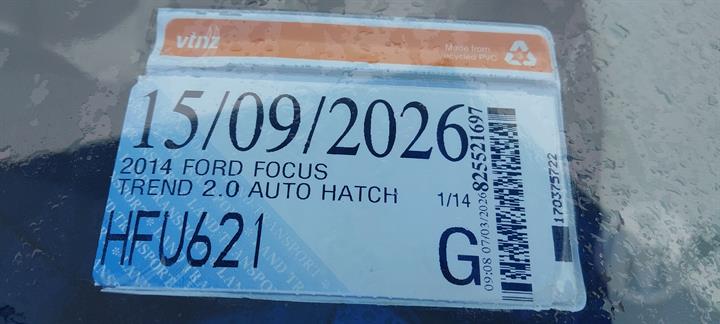 vtnz
Made from
recycled PVC
15/09/2026
2014 FORD FOCUS
TREND 2.0 AUTO HATCH
1/14
HFU621
G
09:08 07/03/2026
825521697
170375722